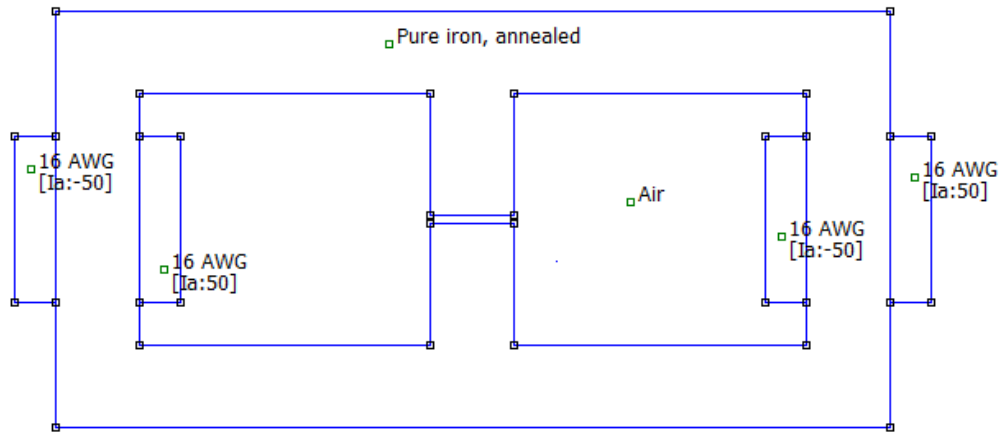 Pure iron, annealed
16 AWG
[Ia:-50]
16 AWG
[Ia:50]
Air
16 AWG
[Ia:-50]
16 AWG
[Ia:50]